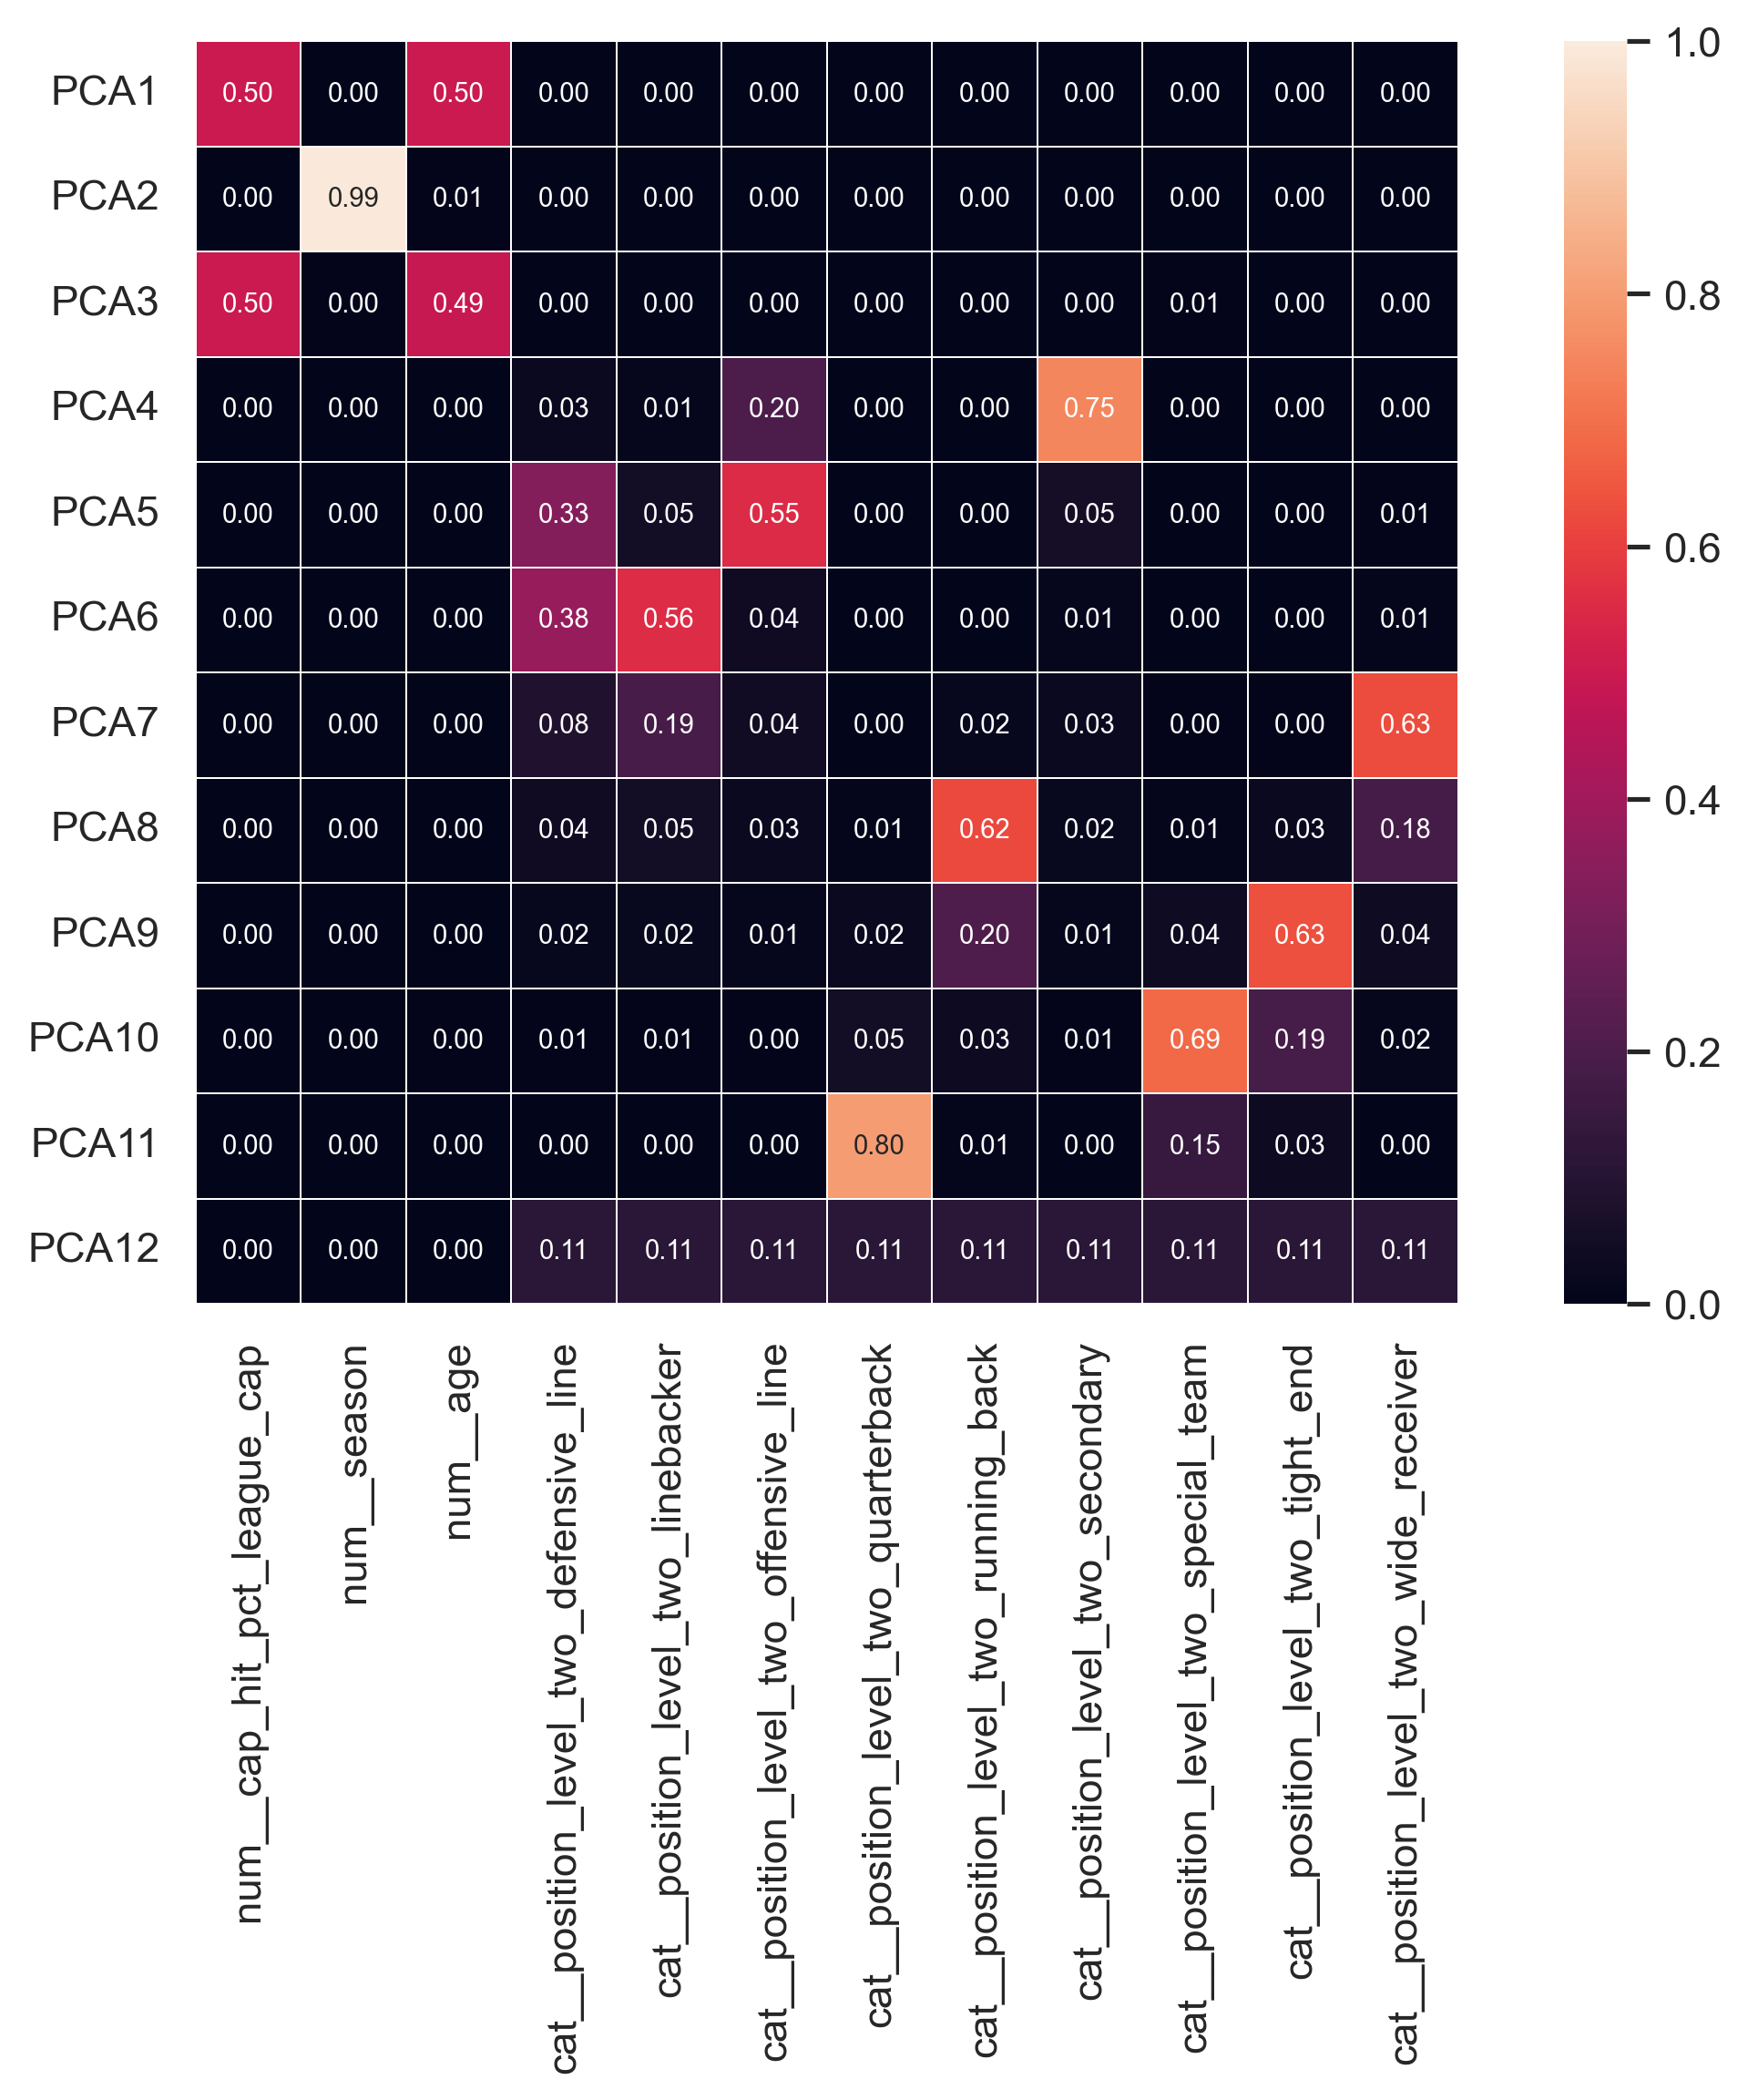 PCA1 0.50 0.00 0.50 0.00 0.00 0.00 0.00 0.00 0.00 0.00 0.00 0.00
PCA2 0.00 0.99 0.01 0.00 0.00 0.00 0.00 0.00 0.00 0.00 0.00 0.00
PCA3 0.50 0.00 0.49 0.00 0.00 0.00 0.00 0.00 0.00 0.01 0.00 0.00
PCA4 0.00 0.00 0.00 0.03 0.01 0.20 0.00 0.00 0.75 0.00 0.00 0.00
PCA5 0.00 0.00 0.00 0.33 0.05 0.55 0.00 0.00 0.05 0.00 0.00 0.01
PCA6 0.00 0.00 0.00 0.38 0.56 0.04 0.00 0.00 0.01 0.00 0.00 0.01
PCA7 0.00 0.00 0.00 0.08 0.19 0.04 0.00 0.02 0.03 0.00 0.00 0.63
PCA8 0.00 0.00 0.00 0.04 0.05 0.03 0.01 0.62 0.02 0.01 0.03 0.18
PCA9 0.00 0.00 0.00 0.02 0.02 0.01 0.02 0.20 0.01 0.04 0.63 0.04
PCA10 0.00 0.00 0.00 0.01 0.01 0.00 0.05 0.03 0.01 0.69 0.19 0.02
PCA11 0.00 0.00 0.00 0.00 0.00 0.00 0.80 0.01 0.00 0.15 0.03 0.00
PCA12 0.00 0.00 0.00 0.11 0.11 0.11 0.11 0.11 0.11 0.11 0.11 0.11
num__cap_hit_pct_league_cap
num__season
num__age
cat__position_level_two_defensive_line
cat__position_level_two_linebacker
cat__position_level_two_offensive_line
cat__position_level_two_quarterback
cat__position_level_two_running_back
cat__position_level_two_secondary
cat__position_level_two_special_team
cat__position_level_two_tight_end
cat__position_level_two_wide_receiver
1.0
0.8
0.6
0.4
0.2
0.0